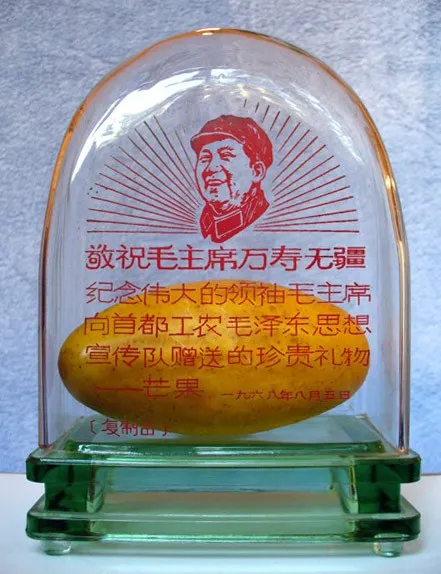 敬祝毛主席万寿无疆
纪念伟大的领袖毛主席
向首都工农毛泽东思想
宣传队赠送的珍贵礼物
——芒果 一九六八年八月五日
〔复制品〕